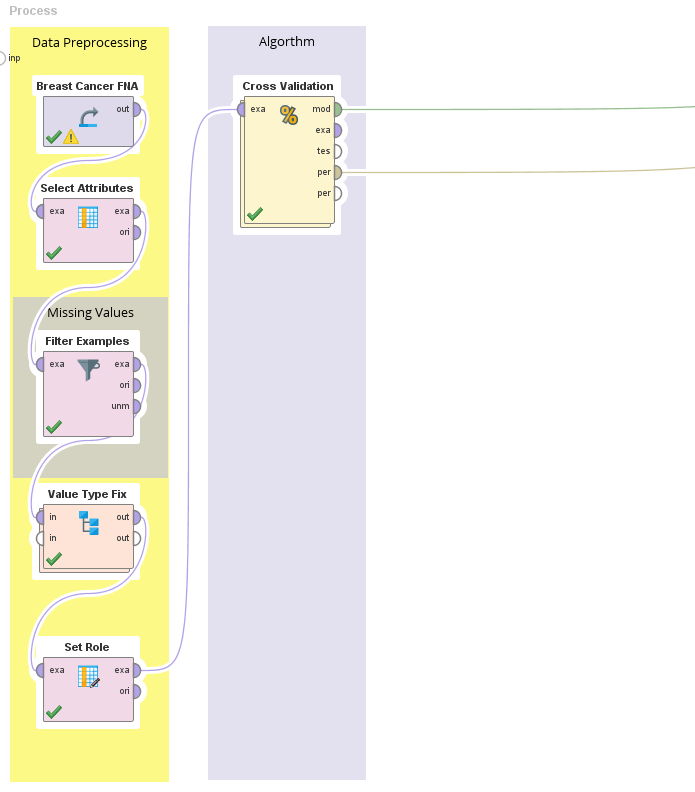 Process
Data Preprocessing
inp
Breast Cancer FNA
out
Select Attributes
exa exa
ori
Missing Values
Filter Examples
exa exa
ori
unm
Value Type Fix
in out
in out
Set Role
exa exa
ori
Algorthm
Cross Validation
exa % mod
exa
tes
per
per